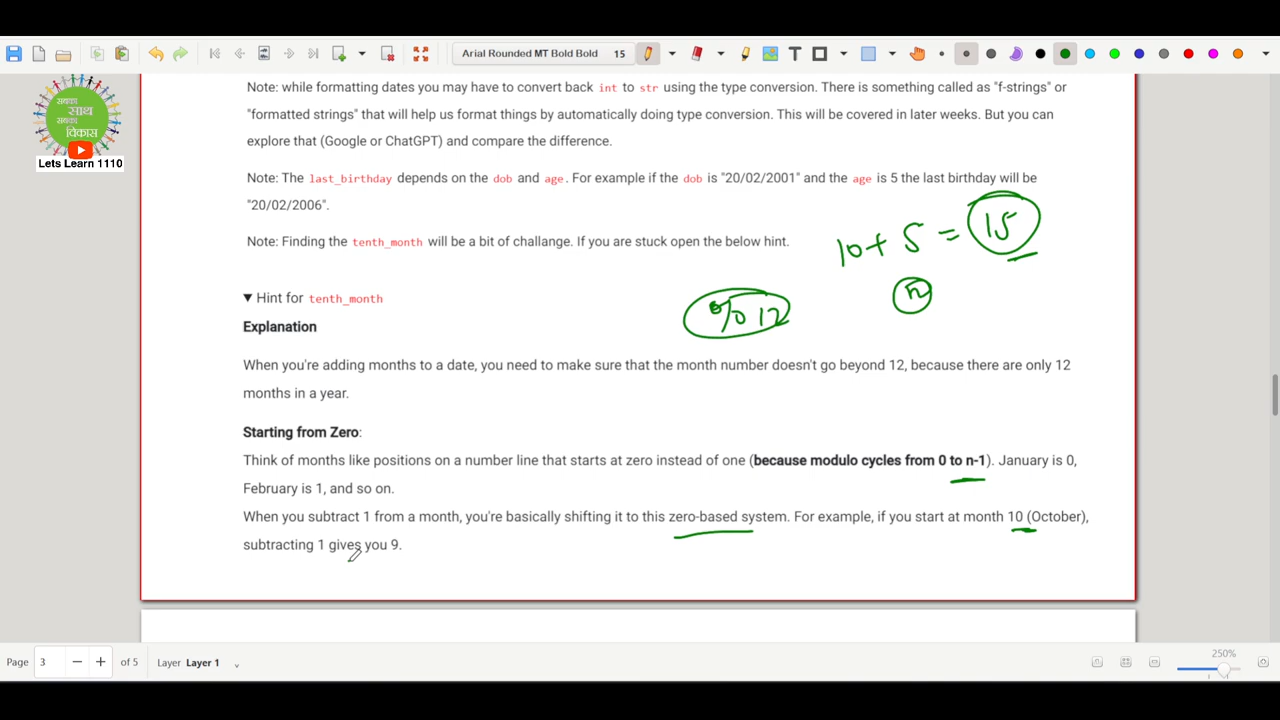 Arial Rounded MT Bold Bold 15
सबका
साथ
सबका
विकास
Lets Learn 1110
Note: while formatting dates you may have to convert back int to str using the type conversion. There is something called as "f-strings" or
"formatted strings" that will help us format things by automatically doing type conversion. This will be covered in later weeks. But you can
explore that (Google or ChatGPT) and compare the difference.
Note: The last_birthday depends on the dob and age. For example if the dob is "20/02/2001" and the age is 5 the last birthday will be
"20/02/2006".
Note: Finding the tenth_month will be a bit of challange. If you are stuck open the below hint.
10 + 5 = 15
n
% 12
Hint for tenth_month
Explanation
When you're adding months to a date, you need to make sure that the month number doesn't go beyond 12, because there are only 12
months in a year.
Starting from Zero:
Think of months like positions on a number line that starts at zero instead of one (because modulo cycles from 0 to n-1). January is 0,
February is 1, and so on.
When you subtract 1 from a month, you're basically shifting it to this zero-based system. For example, if you start at month 10 (October),
subtracting 1 gives you 9.
Page 3 of 5 Layer Layer 1 250%